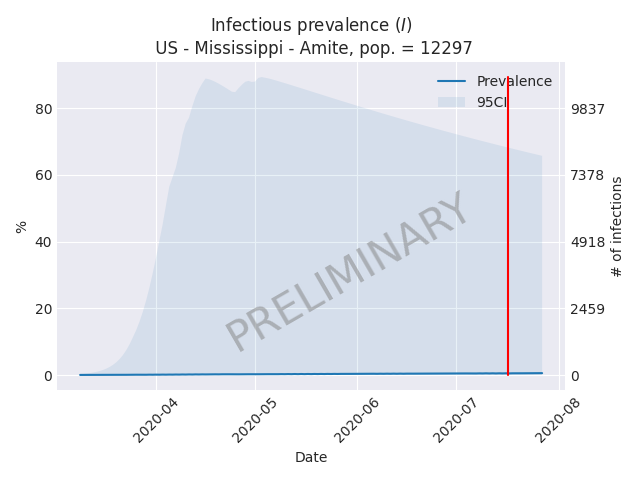 Infectious prevalence (I)
US - Mississippi - Amite, pop. = 12297
Prevalence
95CI
80
60
40
20
0
%
9837
7378
4918
2459
0
# of infections
PRELIMINARY
2020-04
2020-05
2020-06
2020-07
2020-08
Date